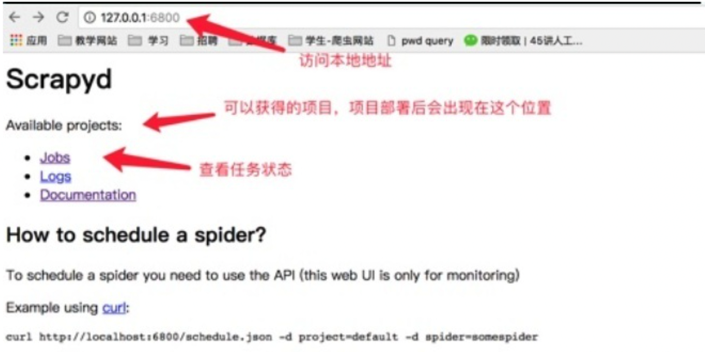 127.0.0.1:6800
应用 教学网站 学习 招聘 数据库 学生-爬虫网站 pwd query 限时领取 | 45讲人工...
访问本地地址
Scrapyd
可以获得的项目，项目部署后会出现在这个位置
Available projects:
Jobs
查看任务状态
Logs
Documentation
How to schedule a spider?
To schedule a spider you need to use the API (this web UI is only for monitoring)
Example using curl:
curl http://localhost:6800/schedule.json -d project=default -d spider=somespider